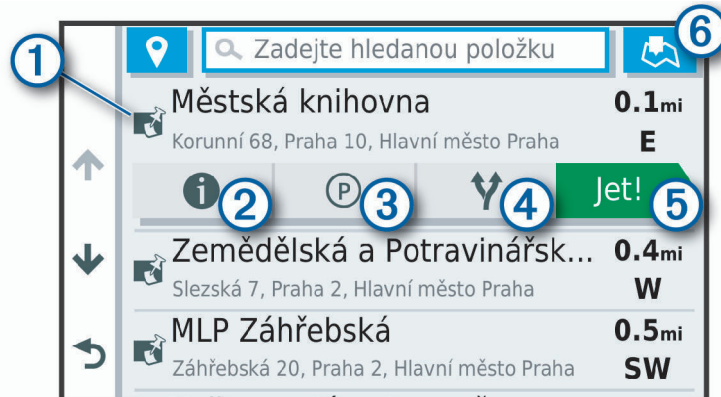 6
Zadejte hledanou položku
1
Městská knihovna
0.1mi
Korunní 68, Praha 10, Hlavní město Praha
E
i 2
P 3
4
Jet! 5
Zemědělská a Potravinářsk...
0.4mi
Slezská 7, Praha 2, Hlavní město Praha
W
MLP Záhřebská
0.5mi
Záhřebská 20, Praha 2, Hlavní město Praha
SW